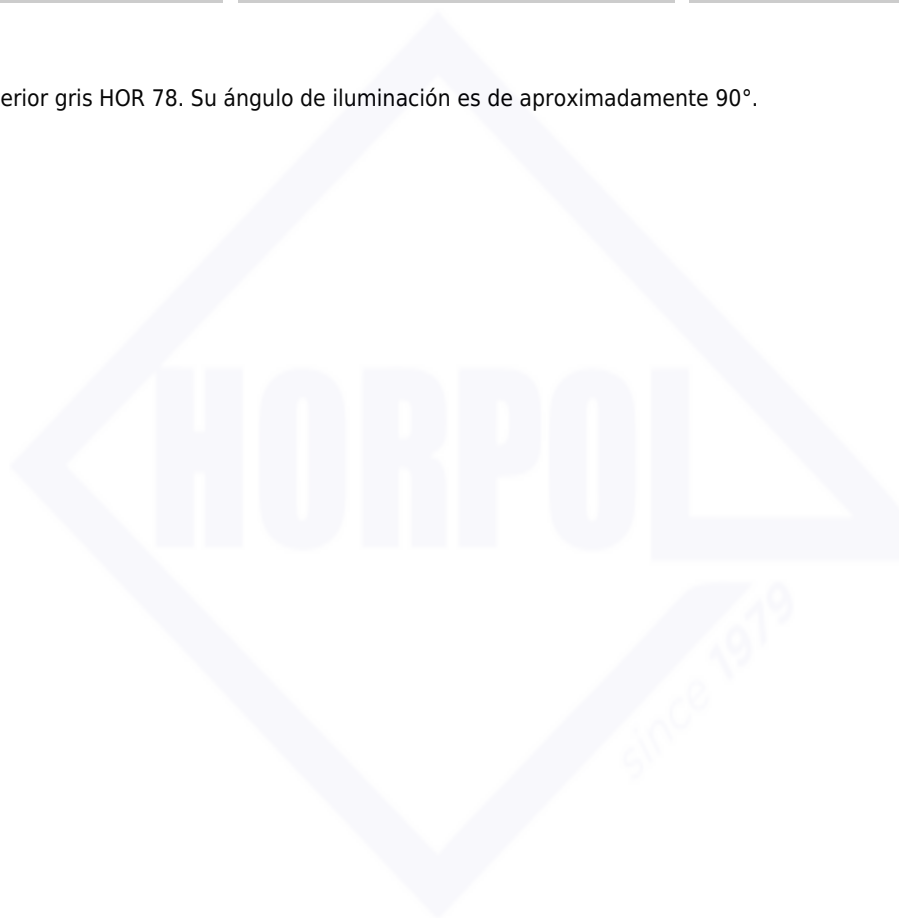 erior gris HOR 78. Su ángulo de iluminación es de aproximadamente 90°.
HORPOL
since 1979